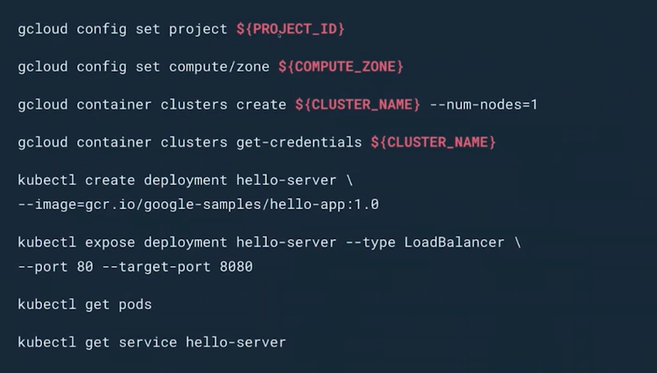 gcloud config set project ${PROJECT_ID}
gcloud config set compute/zone ${COMPUTE_ZONE}
gcloud container clusters create ${CLUSTER_NAME} --num-nodes=1
gcloud container clusters get-credentials ${CLUSTER_NAME}
kubectl create deployment hello-server \
--image=gcr.io/google-samples/hello-app:1.0
kubectl expose deployment hello-server --type LoadBalancer \
--port 80 --target-port 8080
kubectl get pods
kubectl get service hello-server